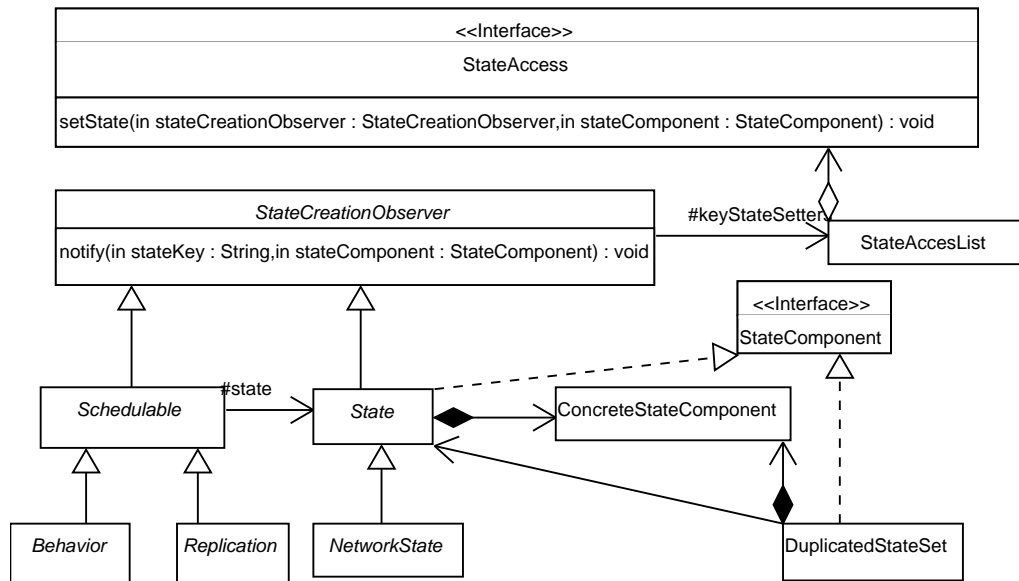 <<Interface>>
StateAccess
setState(in stateCreationObserver : StateCreationObserver,in stateComponent : StateComponent) : void
StateCreationObserver
notify(in stateKey : String,in stateComponent : StateComponent) : void
#keyStateSetter
StateAccesList
<<Interface>>
StateComponent
#state
Schedulable
State
ConcreteStateComponent
Behavior
Replication
NetworkState
DuplicatedStateSet